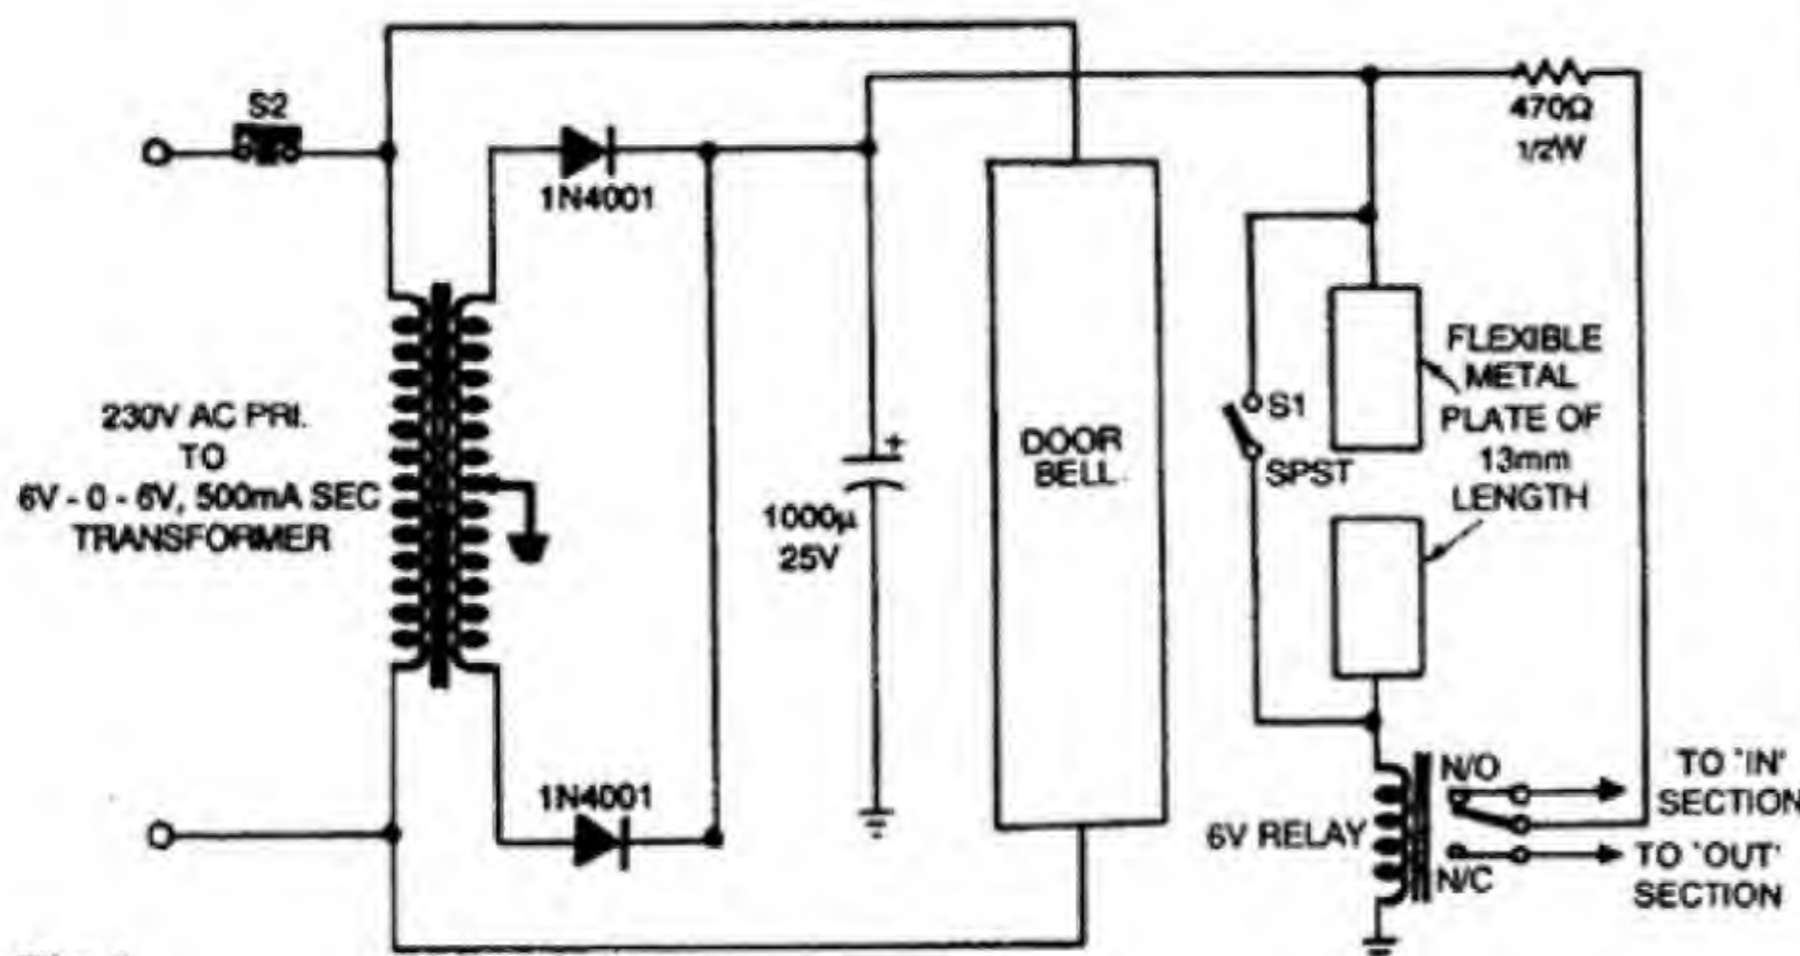 S2
1N4001
470Ω
1/2W
230V AC PRI.
TO
6V - 0 - 6V, 500mA SEC
TRANSFORMER
1000µ
25V
+
DOOR
BELL
S1
SPST
FLEXIBLE
METAL
PLATE OF
13mm
LENGTH
1N4001
6V RELAY
N/O
N/C
TO 'IN'
SECTION
TO 'OUT'
SECTION